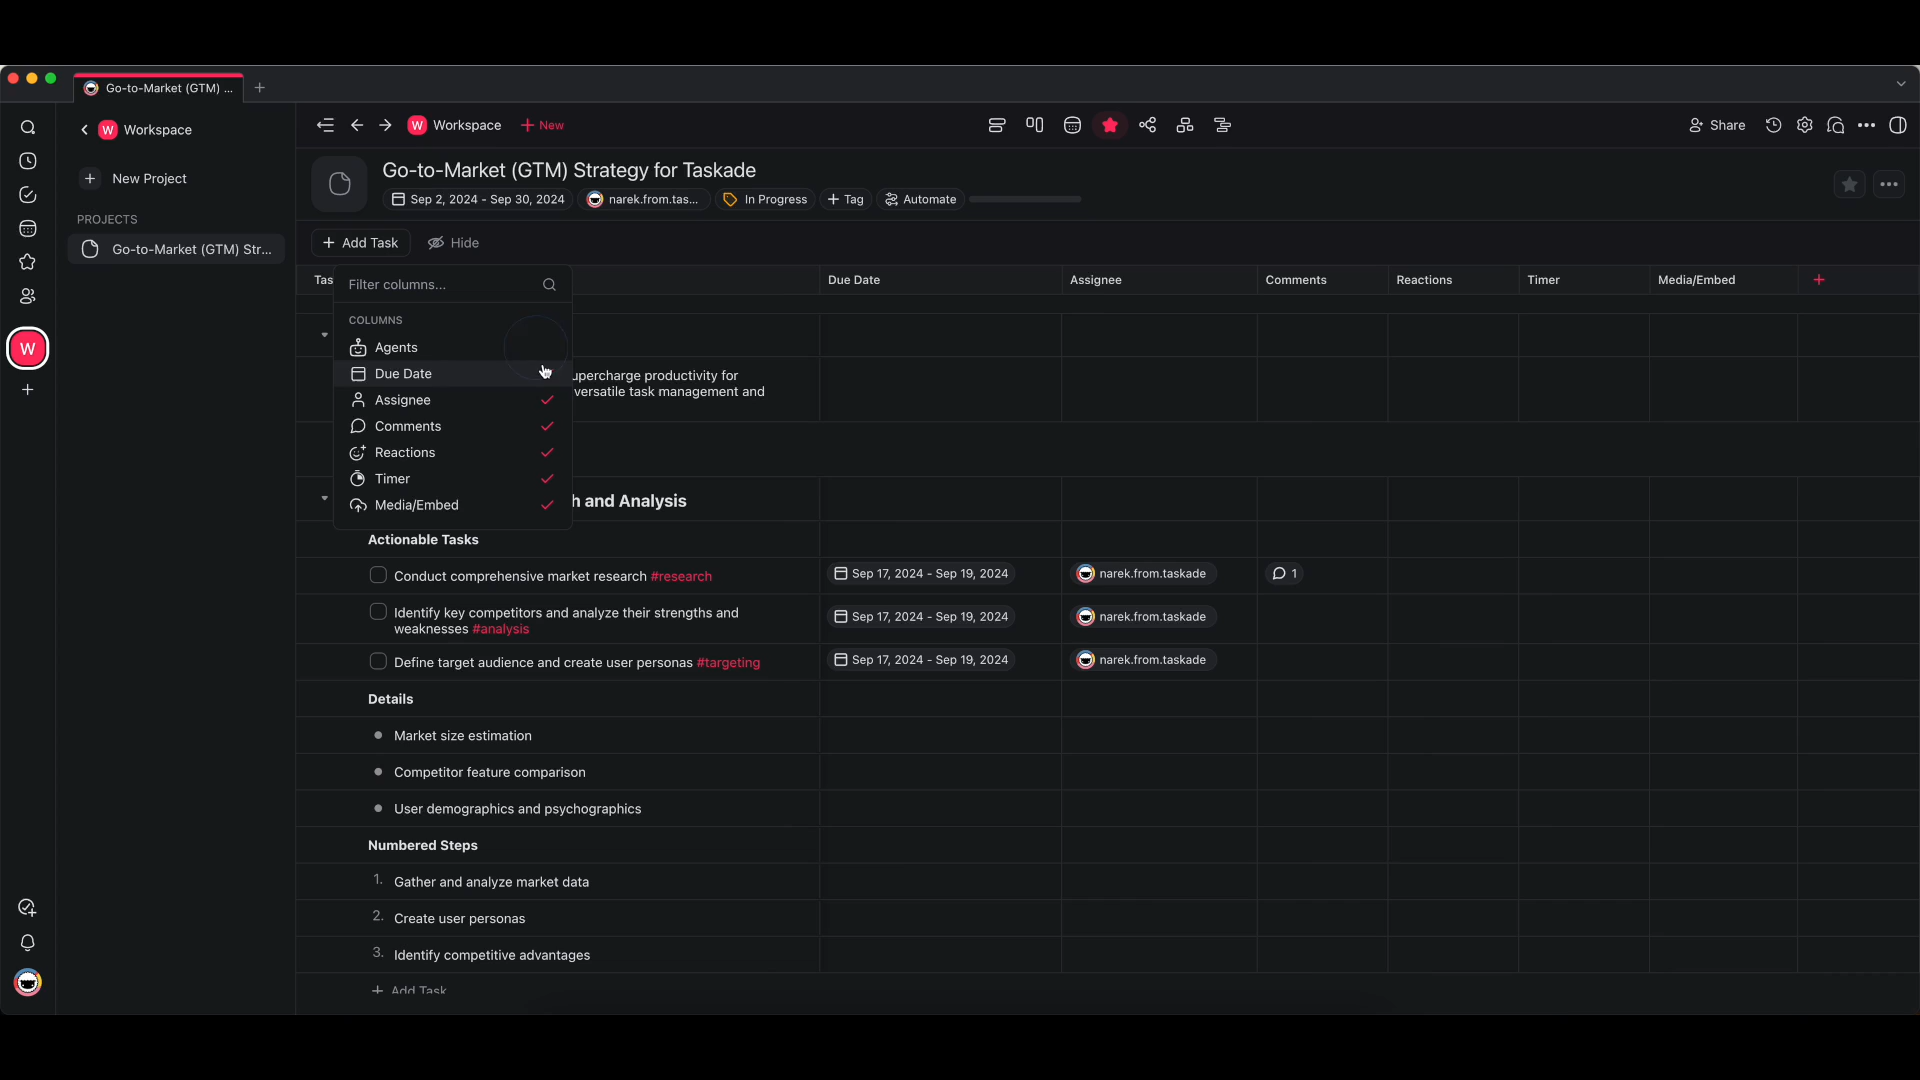 Go-to-Market (GTM) ...
W Workspace
New Project
PROJECTS
Go-to-Market (GTM) Str...
W
W Workspace
New
Share
Go-to-Market (GTM) Strategy for Taskade
Sep 2, 2024 - Sep 30, 2024
narek.from.tas...
In Progress
Tag
Automate
Add Task
Hide
Due Date
Assignee
Comments
Reactions
Timer
Media/Embed
Filter columns...
COLUMNS
Agents
Due Date
Assignee
Comments
Reactions
Timer
Media/Embed
upercharge productivity for
versatile task management and
and Analysis
Actionable Tasks
Conduct comprehensive market research #research
Sep 17, 2024 - Sep 19, 2024
narek.from.taskade
1
Identify key competitors and analyze their strengths and
weaknesses #analysis
Sep 17, 2024 - Sep 19, 2024
narek.from.taskade
Define target audience and create user personas #targeting
Sep 17, 2024 - Sep 19, 2024
narek.from.taskade
Details
Market size estimation
Competitor feature comparison
User demographics and psychographics
Numbered Steps
1. Gather and analyze market data
2. Create user personas
3. Identify competitive advantages
Add Task